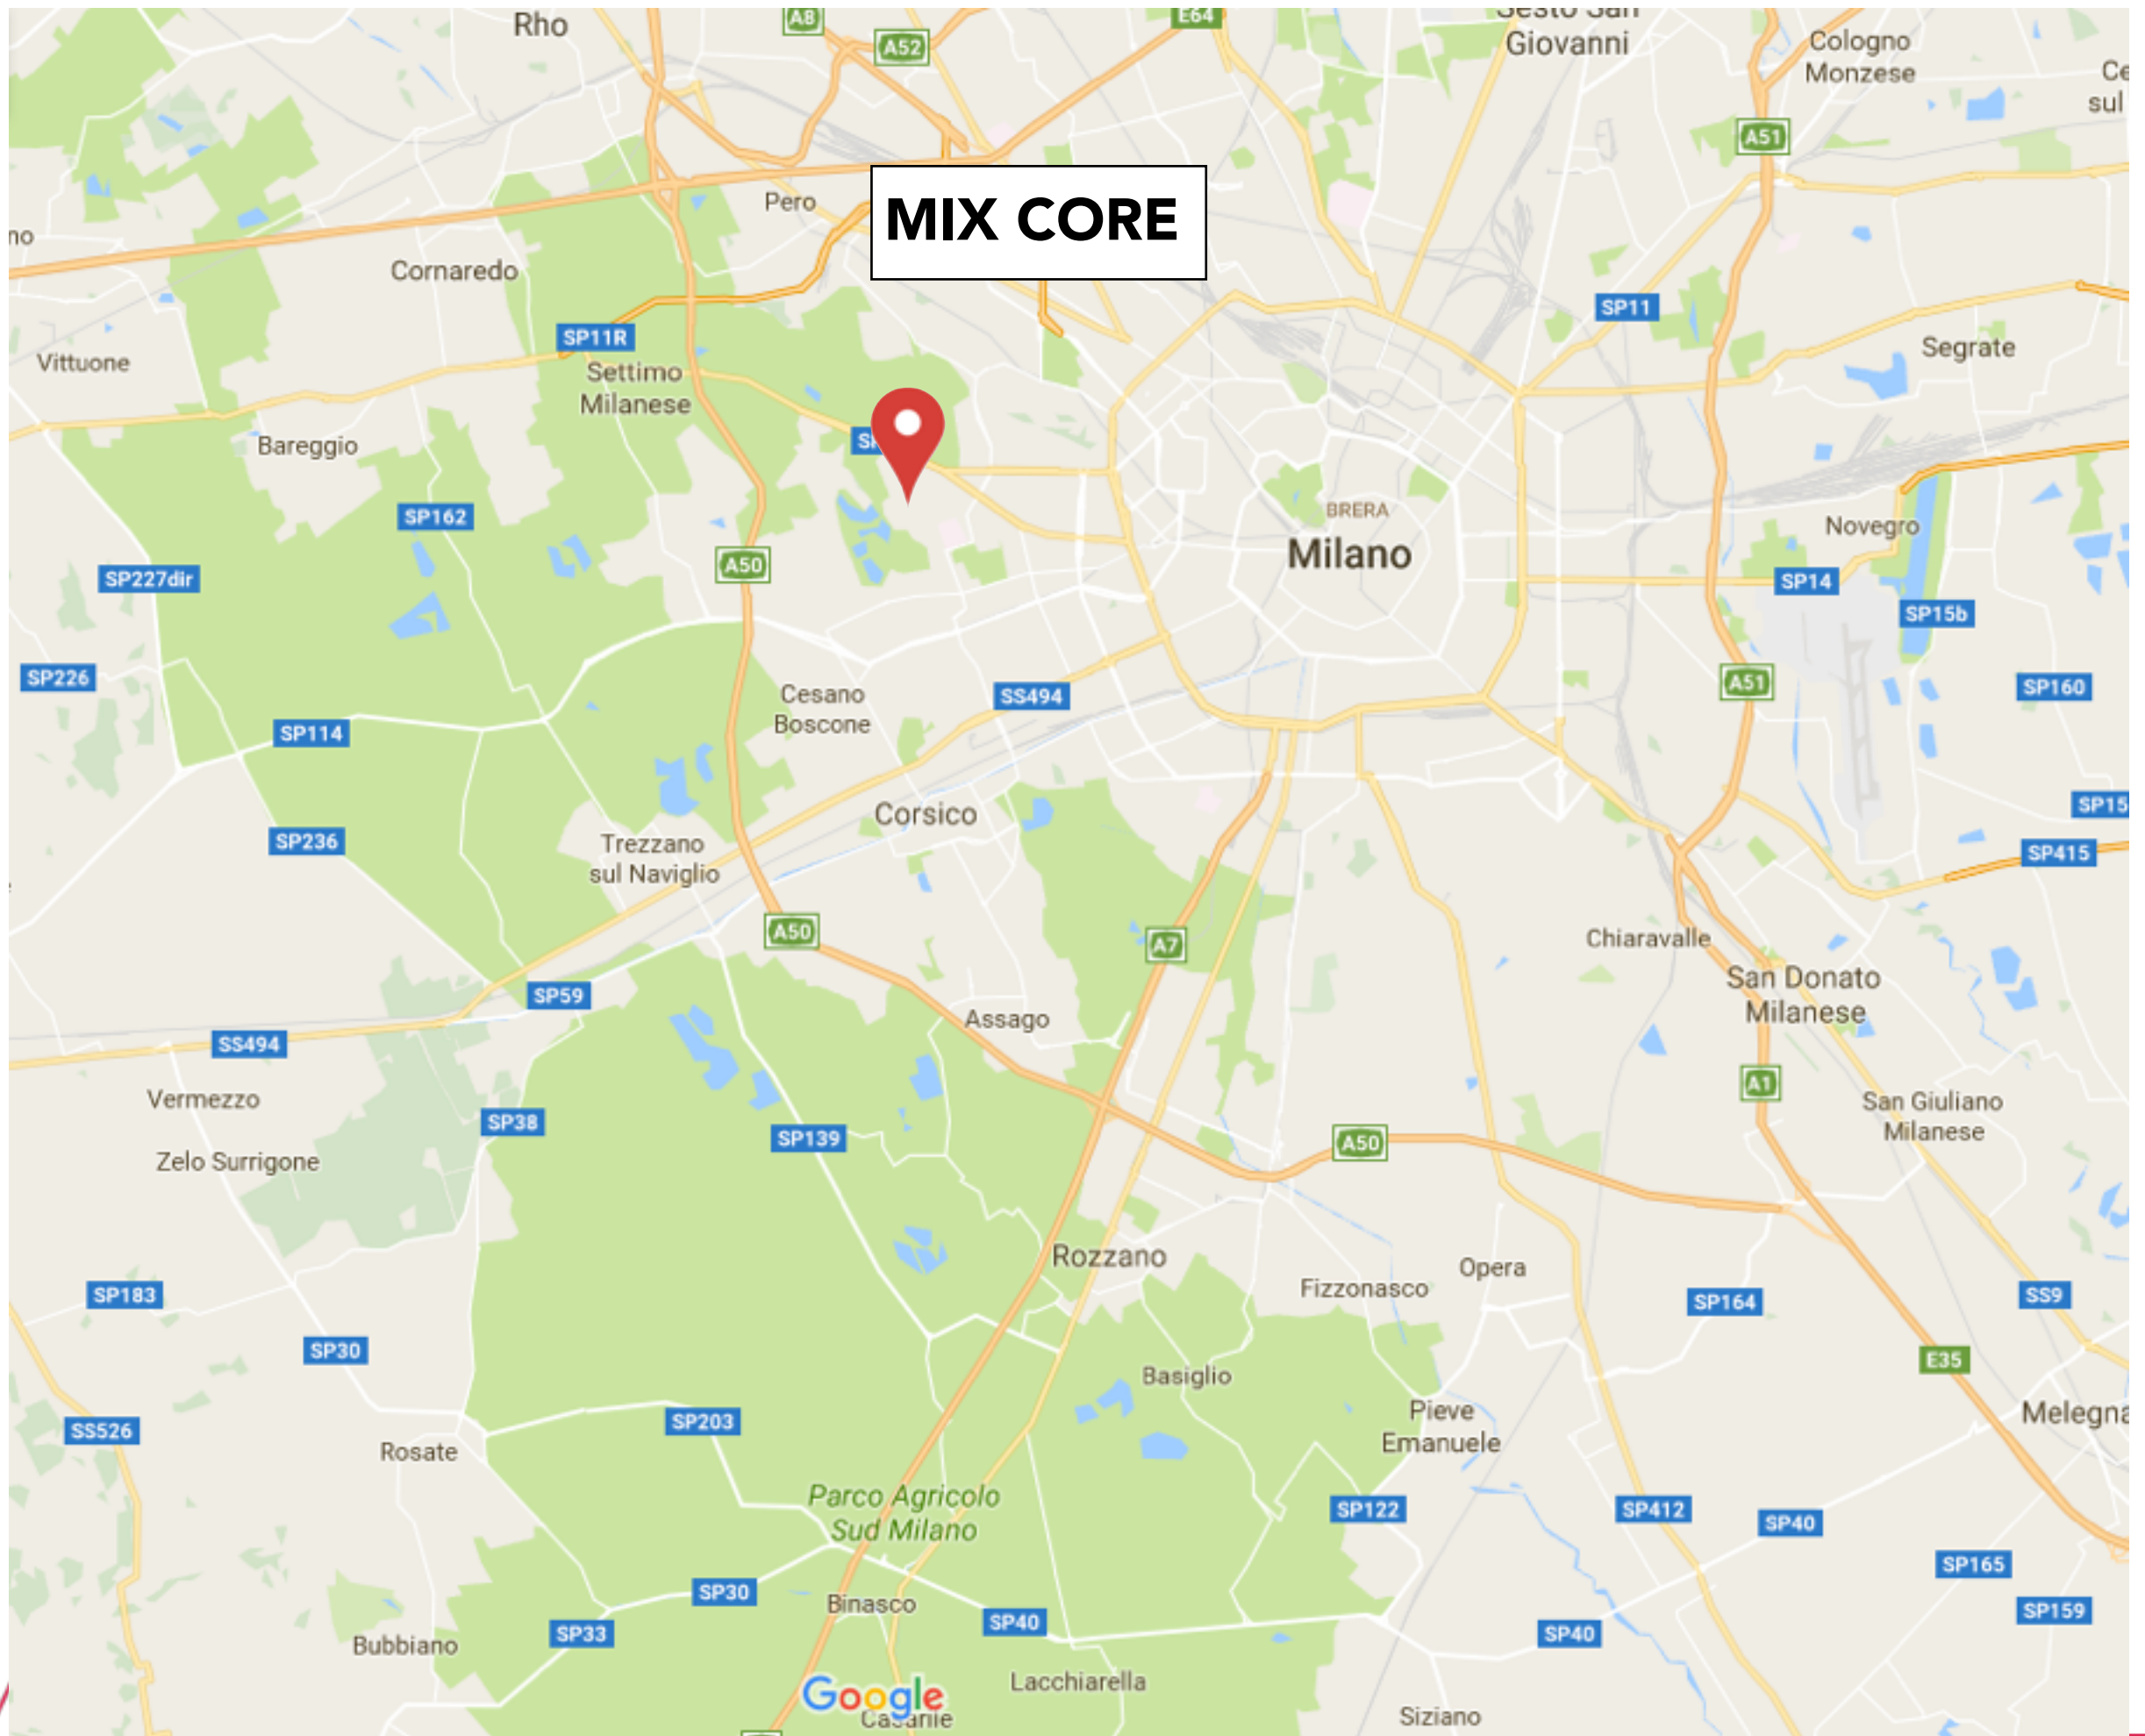 Rho
A8
A52
E64
Giovanni
Cologno
Monzese
A51
Pero
MIX CORE
Cornaredo
SP11R
SP11
Vittuone
Settimo
Milanese
Segrate
Bareggio
SP162
BRERA
Milano
Novegro
A50
SP227dir
SP14
SP15b
SP226
Cesano
Boscone
SS494
A51
SP160
SP114
Corsico
SP236
Trezzano
sul Naviglio
SP415
A50
A7
Chiaravalle
San Donato
Milanese
SP59
Assago
SS494
Vermezzo
A1
San Giuliano
Milanese
SP38
SP139
A50
Zelo Surrigone
Rozzano
Opera
Fizzonasco
SP183
SP164
SS9
SP30
E35
Basiglio
Pieve
Emanuele
SP203
SS526
Rosate
Parco Agricolo
Sud Milano
SP122
SP412
SP40
SP165
SP30
Binasco
SP40
SP159
SP33
SP40
Bubbiano
Lacchiarella
Google
Casarile
Siziano